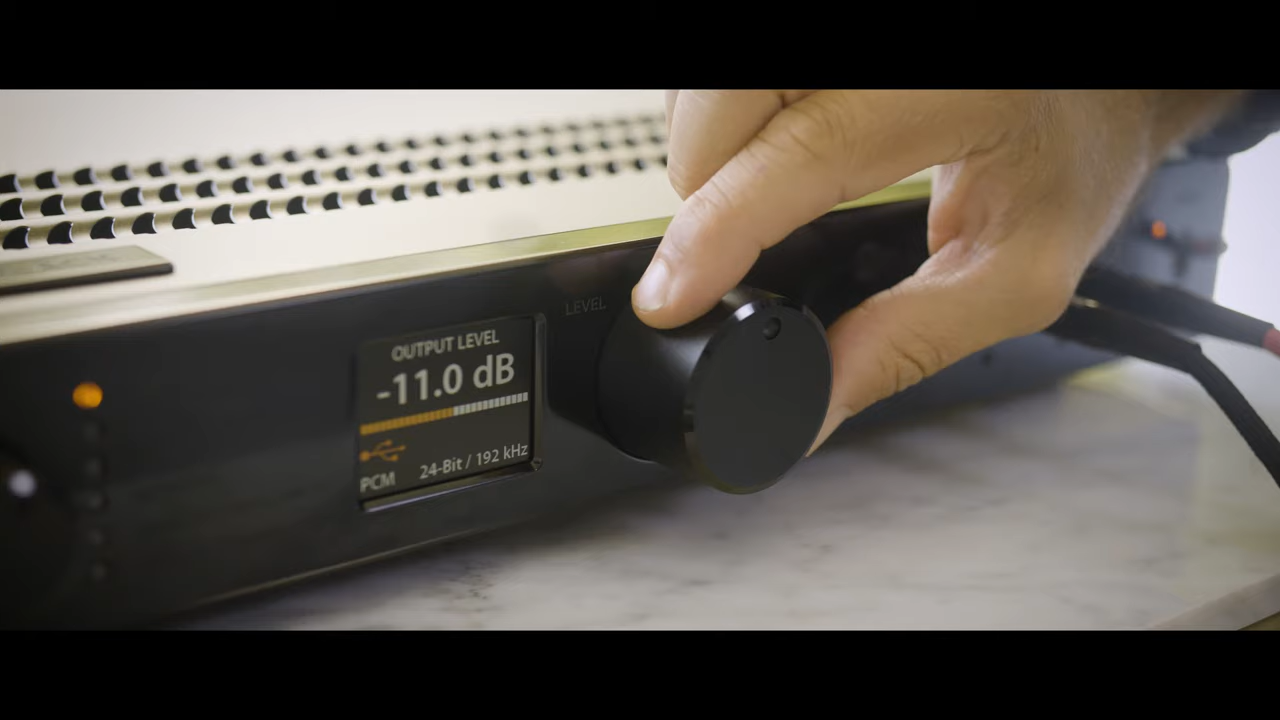 LEVEL
OUTPUT LEVEL
-11.0 dB
24-Bit / 192 kHz
PCM